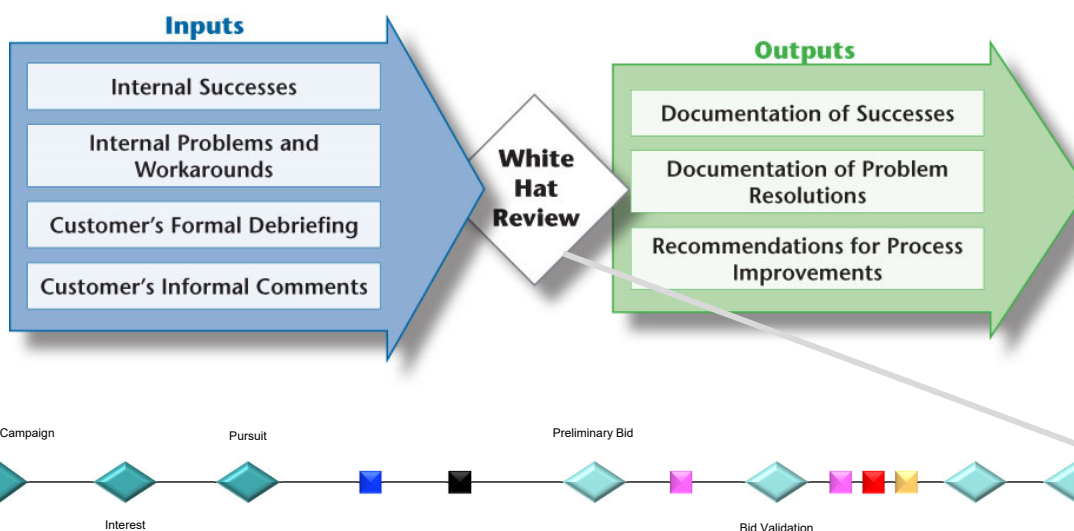 Inputs
Internal Successes
Internal Problems and
Workarounds
Customer's Formal Debriefing
Customer's Informal Comments
White
Hat
Review
Outputs
Documentation of Successes
Documentation of Problem
Resolutions
Recommendations for Process
Improvements
Campaign
Pursuit
Preliminary Bid
Interest
Bid Validation